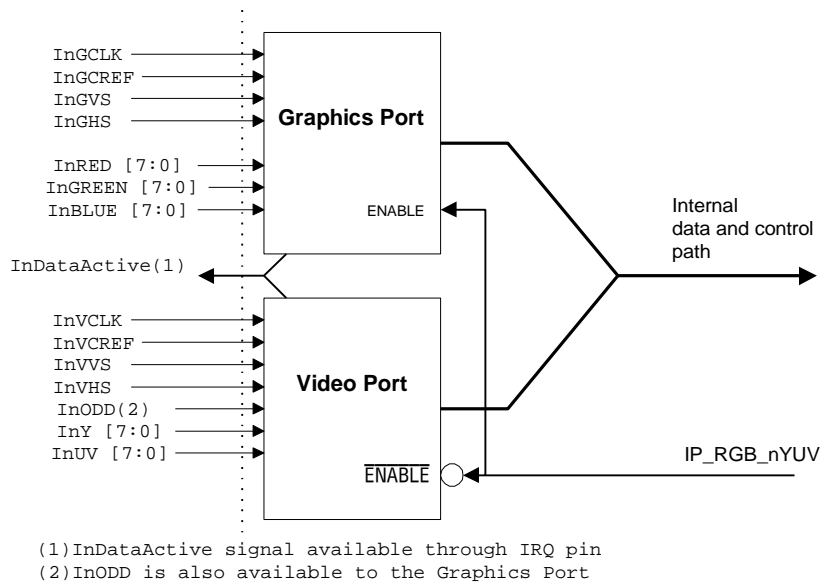 InGCLK
InGCREF
InGVS
InGHS
Graphics Port
InRED [7:0]
InGREEN [7:0]
InBLUE [7:0]
ENABLE
Internal
data and control
path
InDataActive(1)
InVCLK
InVCREF
InVVS
InVHS
Video Port
InODD(2)
InY [7:0]
InUV [7:0]
ENABLE
IP_RGB_nYUV
(1)InDataActive signal available through IRQ pin
(2)InODD is also available to the Graphics Port